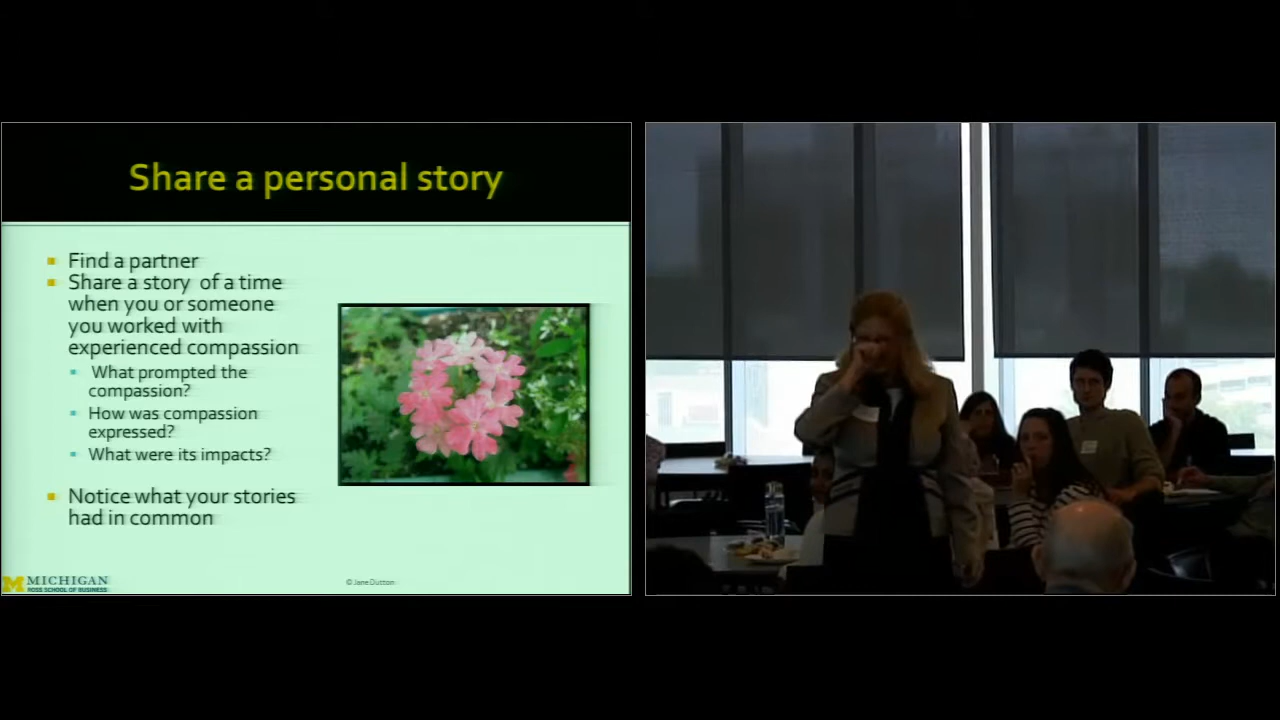 Share a personal story
Find a partner
Share a story of a time
when you or someone
you worked with
experienced compassion
What prompted the
compassion?
How was compassion
expressed?
What were its impacts?
Notice what your stories
had in common
M MICHIGAN
ROSS SCHOOL OF BUSINESS
© Jane Dutton